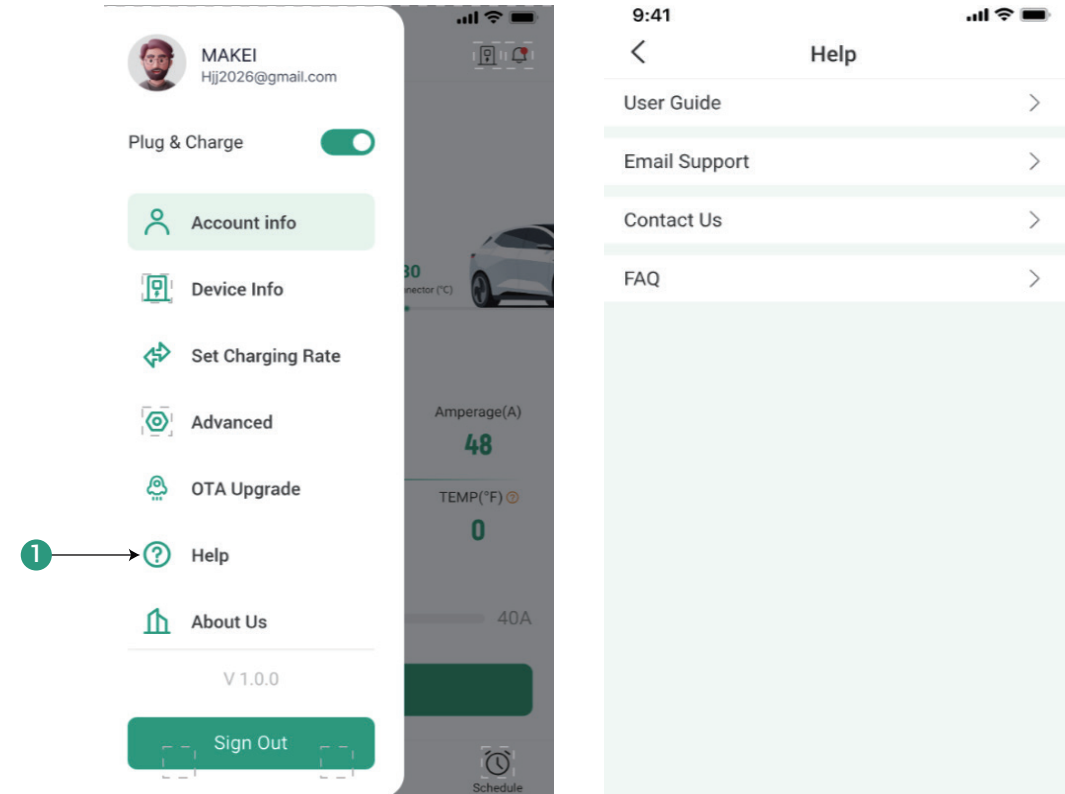 MAKEI
Hjj2026@gmail.com
Plug & Charge
Account info
Device Info
Set Charging Rate
Advanced
OTA Upgrade
1
Help
About Us
V 1.0.0
Sign Out
30
nector (°C)
Amperage(A)
48
TEMP(°F)
0
40A
Schedule
9:41
Help
User Guide
Email Support
Contact Us
FAQ